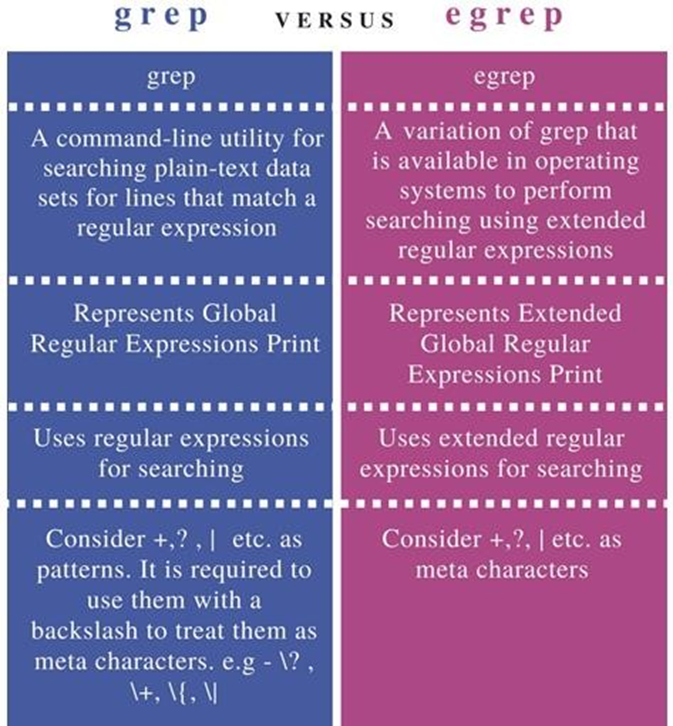 grep VERSUS egrep
grep
A command-line utility for
searching plain-text data
sets for lines that match a
regular expression
Represents Global
Regular Expressions Print
Uses regular expressions
for searching
Consider +,? , | etc. as
patterns. It is required to
use them with a
backslash to treat them as
meta characters. e.g - \? ,
\+, \{, \|
egrep
A variation of grep that
is available in operating
systems to perform
searching using extended
regular expressions
Represents Extended
Global Regular
Expressions Print
Uses extended regular
expressions for searching
Consider +,?, | etc. as
meta characters